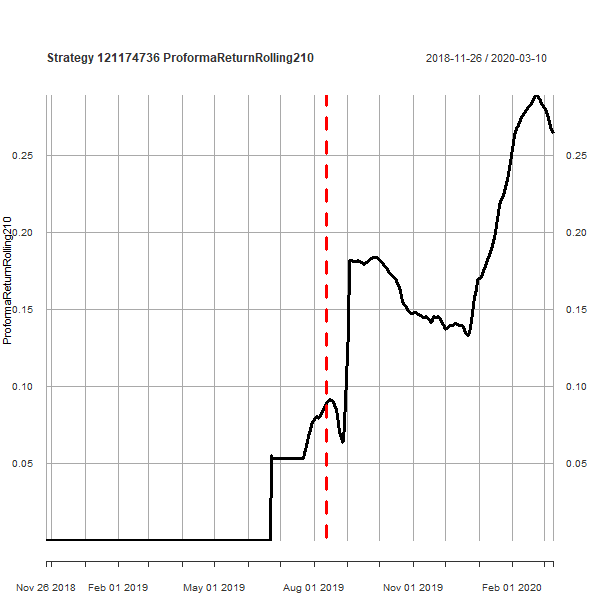 Strategy 121174736 ProformaReturnRolling210
2018-11-26 / 2020-03-10
ProformaReturnRolling210
0.25
0.20
0.15
0.10
0.05
0.25
0.20
0.15
0.10
0.05
Nov 26 2018
Feb 01 2019
May 01 2019
Aug 01 2019
Nov 01 2019
Feb 01 2020